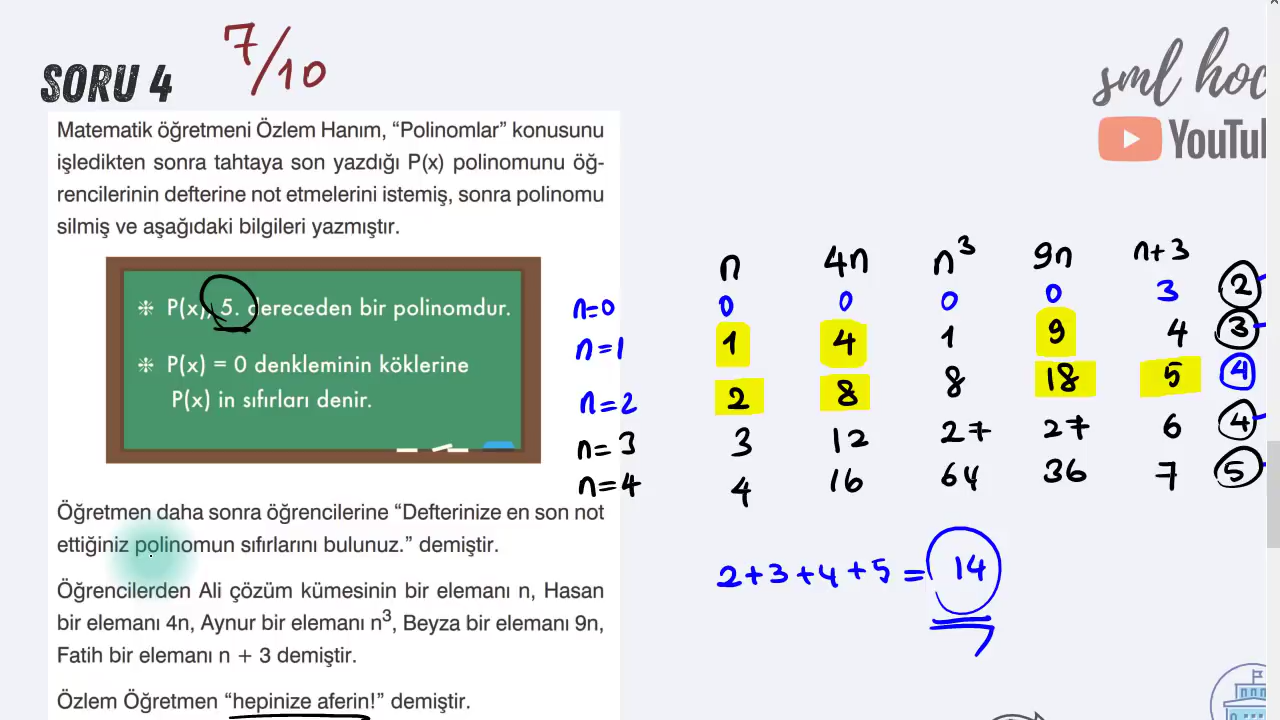 SORU 4
7/10
sml hoc
YouTu
Matematik öğretmeni Özlem Hanım, “Polinomlar” konusunu
işledikten sonra tahtaya son yazdığı P(x) polinomunu öğ-
rencilerinin defterine not etmelerini istemiş, sonra polinomu
silmiş ve aşağıdaki bilgileri yazmıştır.
❈ P(x), 5. dereceden bir polinomdur.
❈ P(x) = 0 denkleminin köklerine
P(x) in sıfırları denir.
Öğretmen daha sonra öğrencilerine “Defterinize en son not
ettiğiniz polinomun sıfırlarını bulunuz.” demiştir.
Öğrencilerden Ali çözüm kümesinin bir elemanı n, Hasan
bir elemanı 4n, Aynur bir elemanı n³, Beyza bir elemanı 9n,
Fatih bir elemanı n + 3 demiştir.
Özlem Öğretmen “hepinize aferin!” demiştir.
n 4n n³ 9n n+3
n=0 0 0 0 0 3 2
n=1 1 4 1 9 4 3
n=2 2 8 8 18 5 4
n=3 3 12 27 27 6 4
n=4 4 16 64 36 7 5
2+3+4+5=14